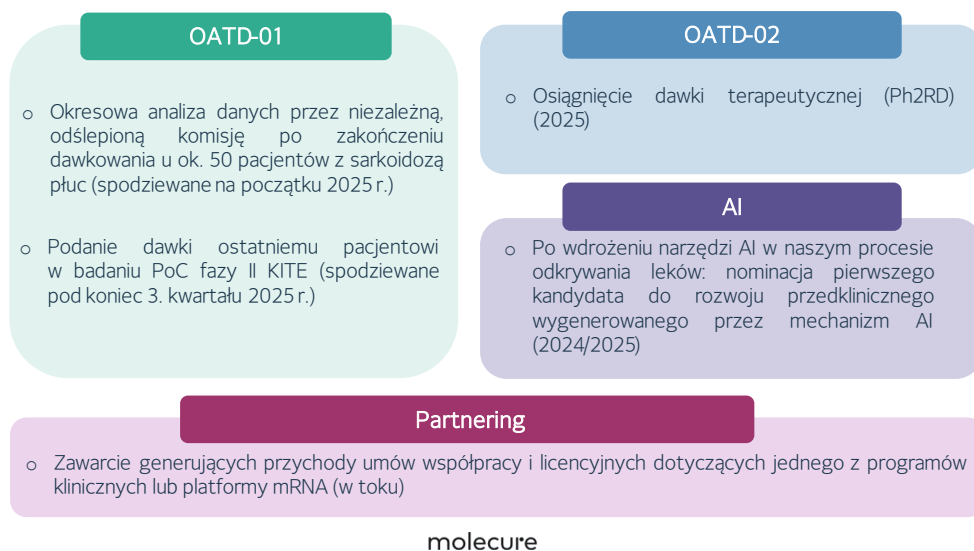 OATD-01
o Okresowa analiza danych przez niezależną,
odślepioną komisję po zakończeniu
dawkowania u ok. 50 pacjentów z sarkoidozą
płuc (spodziewane na początku 2025 r.)
o Podanie dawki ostatniemu pacjentowi
w badaniu PoC fazy II KITE (spodziewane
pod koniec 3. kwartału 2025 r.)
OATD-02
o Osiągnięcie dawki terapeutycznej (Ph2RD)
(2025)
AI
o Po wdrożeniu narzędzi AI w naszym procesie
odkrywania leków: nominacja pierwszego
kandydata do rozwoju przedklinicznego
wygenerowanego przez mechanizm AI
(2024/2025)
Partnering
o Zawarcie generujących przychody umów współpracy i licencyjnych dotyczących jednego z programów
klinicznych lub platformy mRNA (w toku)
molecure